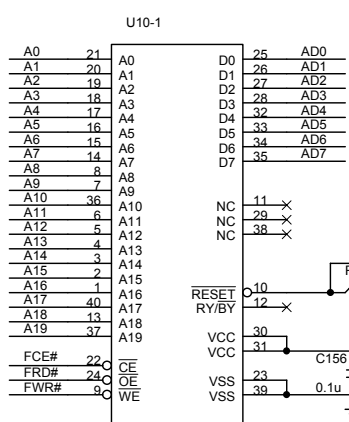 U10-1
A0 21 A0 D0 25 AD0
A1 20 A1 D1 26 AD1
A2 19 A2 D2 27 AD2
A3 18 A3 D3 28 AD3
A4 17 A4 D4 32 AD4
A5 16 A5 D5 33 AD5
A6 15 A6 D6 34 AD6
A7 14 A7 D7 35 AD7
A8 8 A8
A9 7 A9
A10 36 A10 NC 11
A11 6 A11 NC 29
A12 5 A12 NC 38
A13 4 A13
A14 3 A14
A15 2 A15
A16 1 A16 RESET 10
A17 40 A17 RY/BY 12
A18 13 A18
A19 37 A19 VCC 30
VCC 31
FCE# 22 CE C156
FRD# 24 OE VSS 23
FWR# 9 WE VSS 39 0.1u